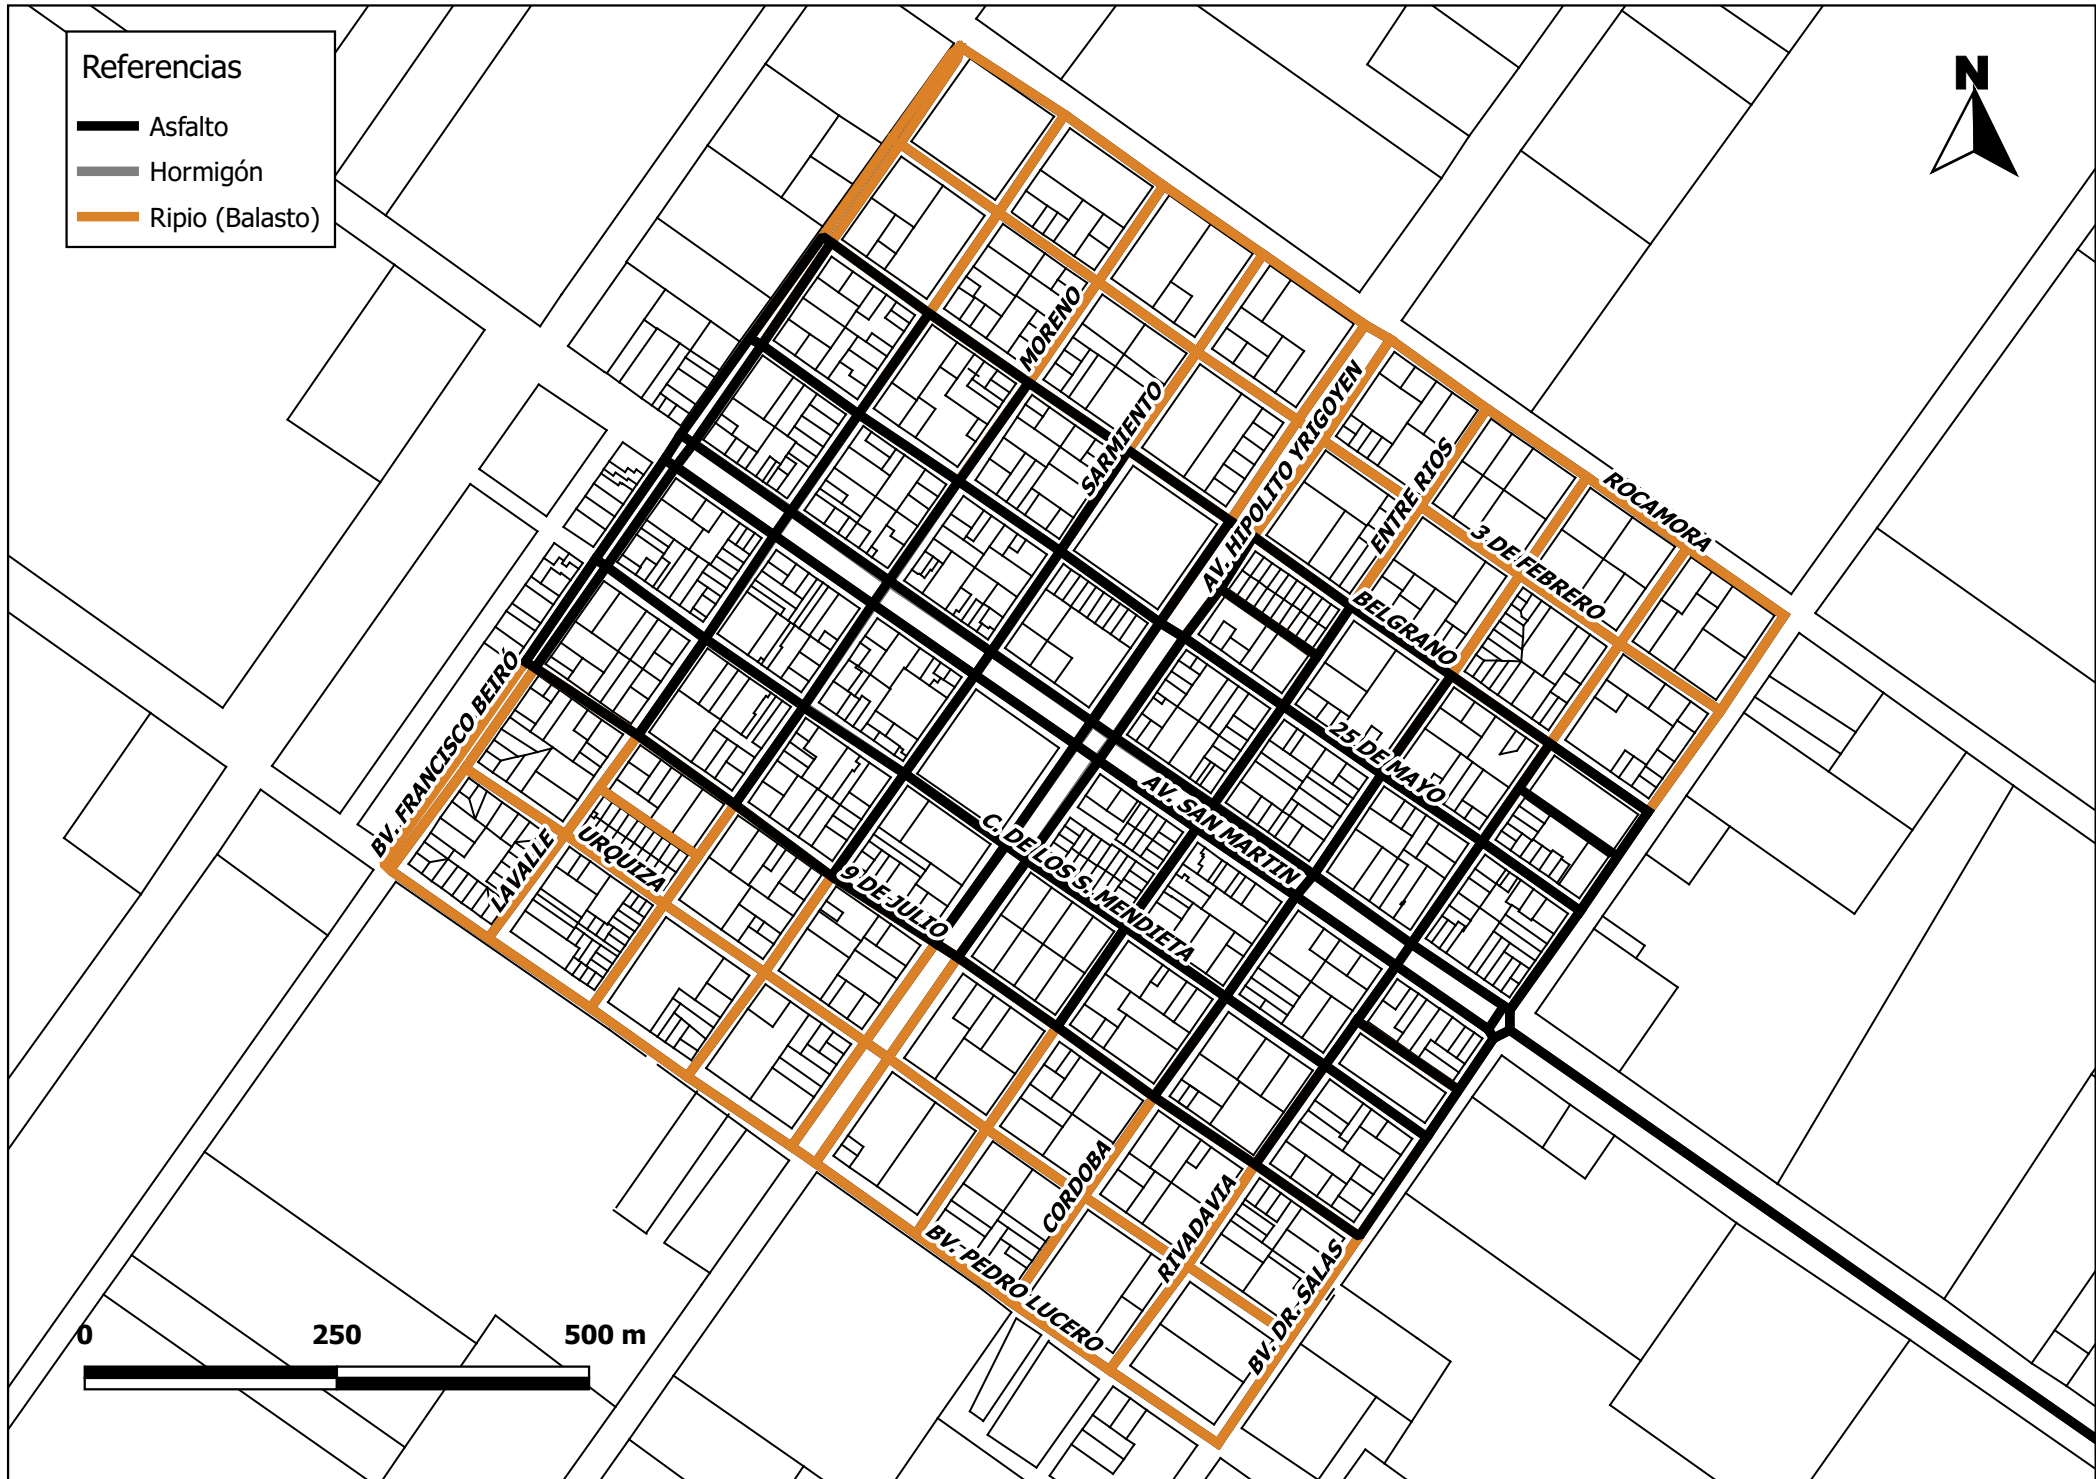 Referencias
Asfalto
Hormigón
Ripio (Balasto)
N
MORENO
SARMIENTO
AV. HIPOLITO YRIGOYEN
ENTRE RIOS
ROCAMORA
3 DE FEBRERO
BELGRANO
25 DE MAYO
AV. SAN MARTIN
C. DE LOS S. MENDIETA
9 DE JULIO
BV. FRANCISCO BEIRÓ
LAVALLE
URQUIZA
CORDOBA
RIVADAVIA
BV. DR. SALAS
BV. PEDRO LUCERO
0 250 500 m